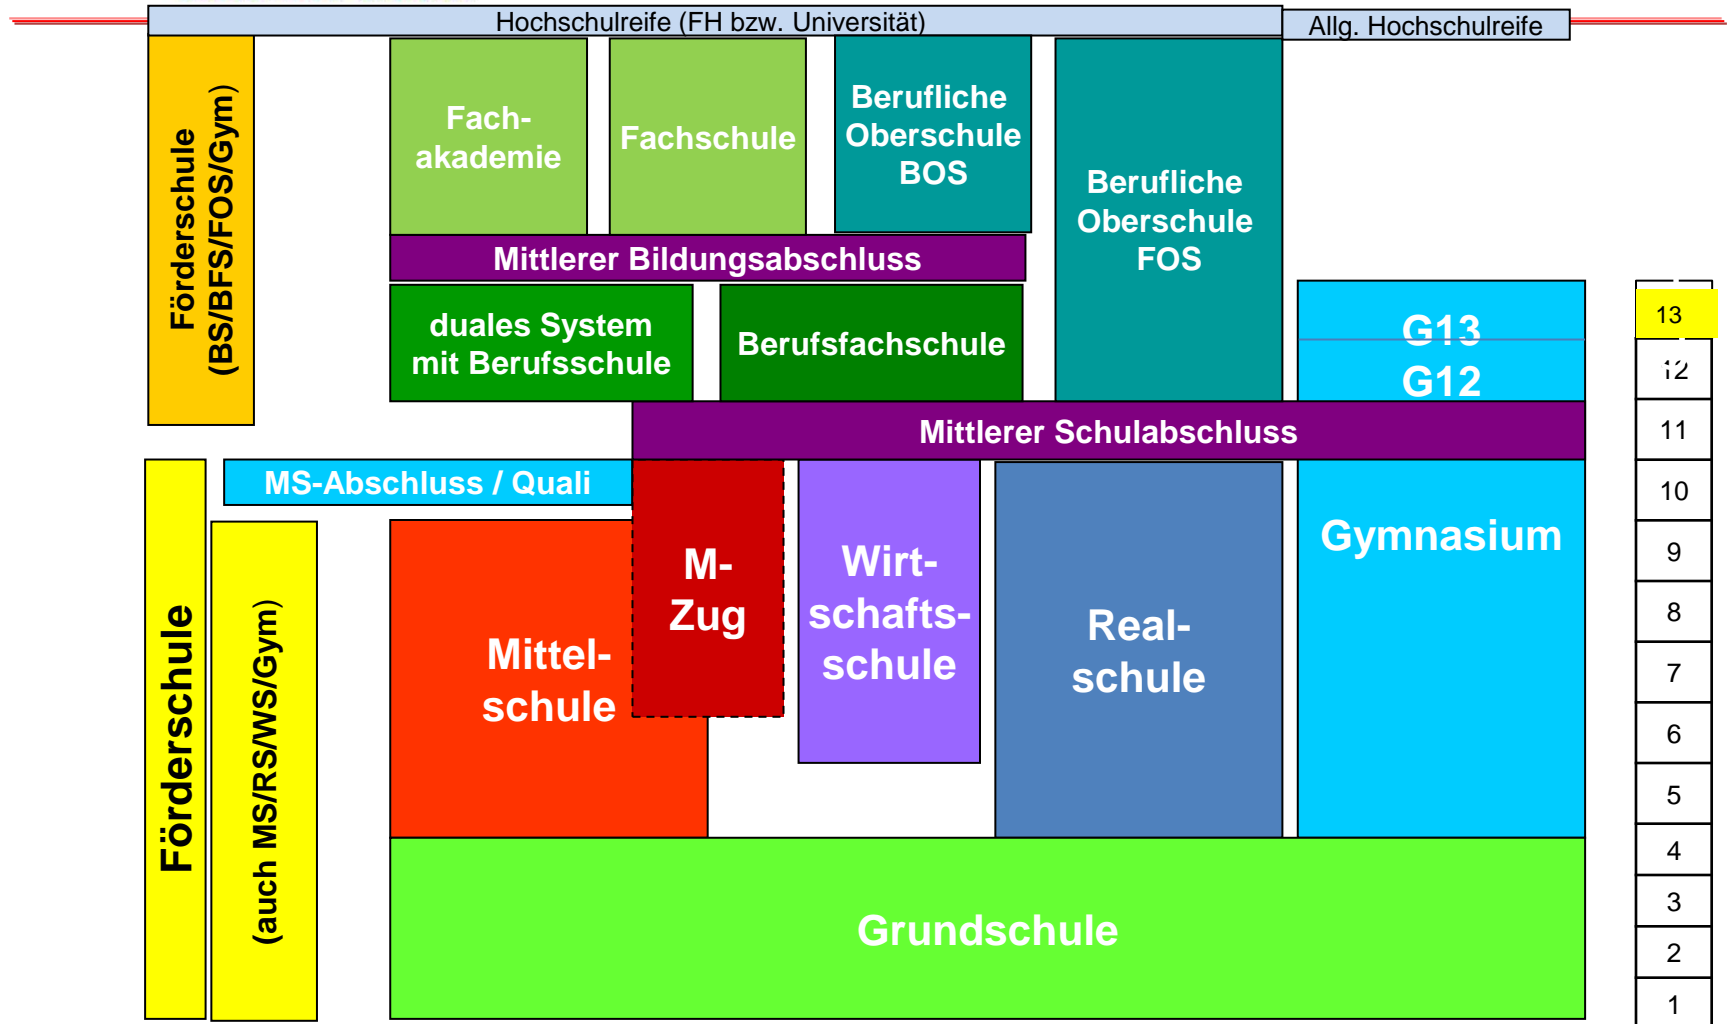 Hochschulreife (FH bzw. Universität)
Allg. Hochschulreife
Förderschule
(BS/BFS/FOS/Gym)
Fach-
akademie
Fachschule
Berufliche
Oberschule
BOS
Berufliche
Oberschule
FOS
Mittlerer Bildungsabschluss
duales System
mit Berufsschule
Berufsfachschule
G13
G12
Mittlerer Schulabschluss
MS-Abschluss / Quali
Förderschule
(auch MS/RS/WS/Gym)
Mittel-
schule
M-
Zug
Wirt-
schafts-
schule
Real-
schule
Gymnasium
Grundschule
13
12
11
10
9
8
7
6
5
4
3
2
1